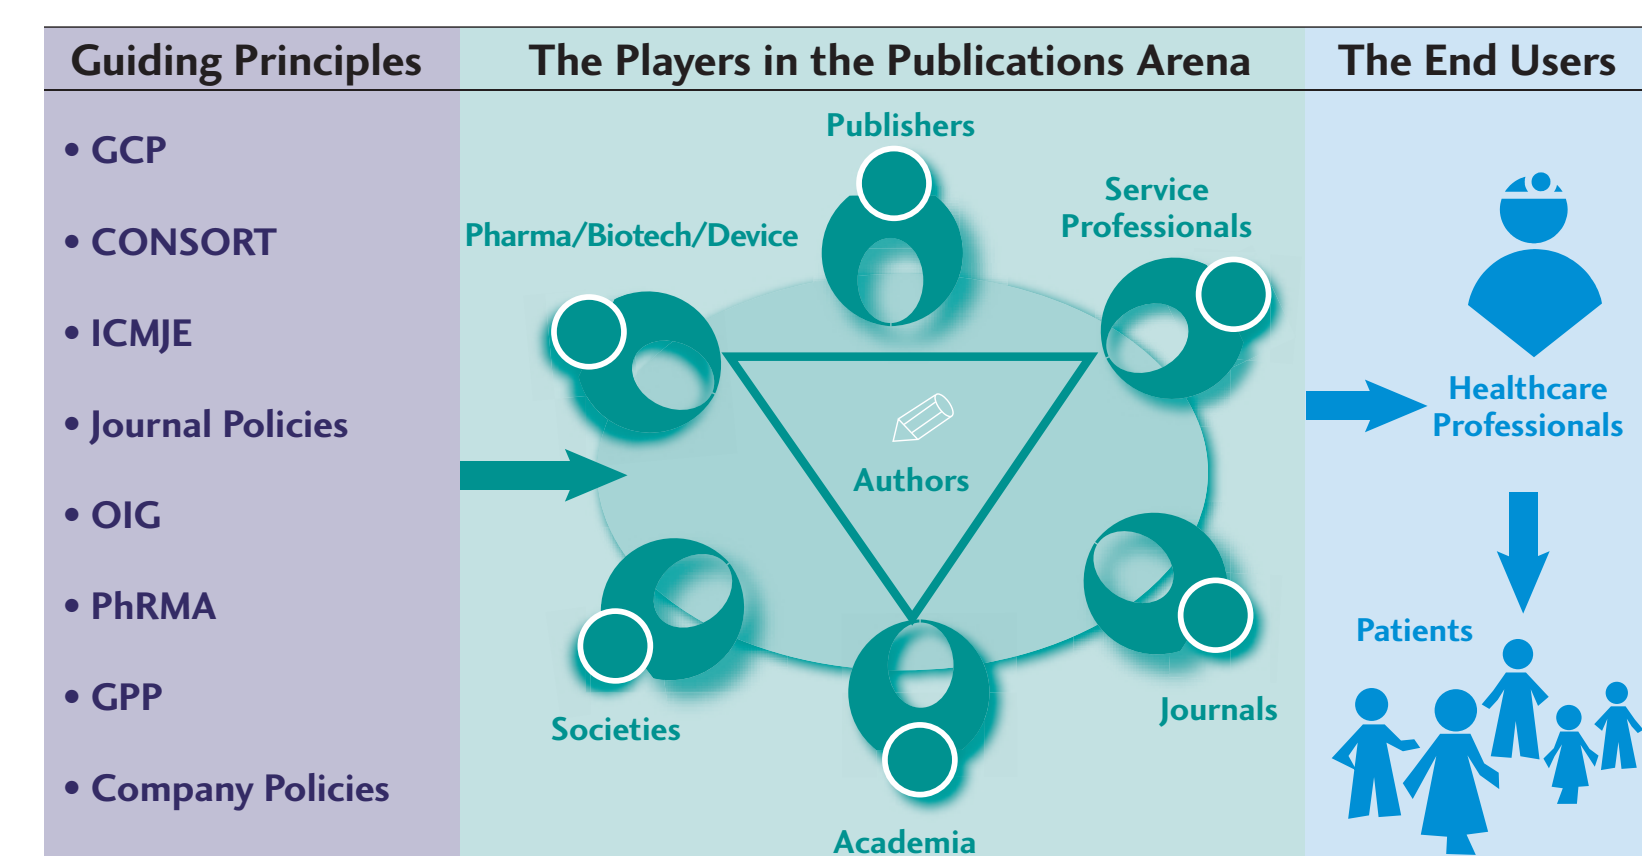 Guiding Principles
• GCP
• CONSORT
• ICMJE
• Journal Policies
• OIG
• PhRMA
• GPP
• Company Policies
The Players in the Publications Arena
Publishers
Service
Professionals
Pharma/Biotech/Device
Authors
Societies
Journals
Academia
The End Users
Healthcare
Professionals
Patients